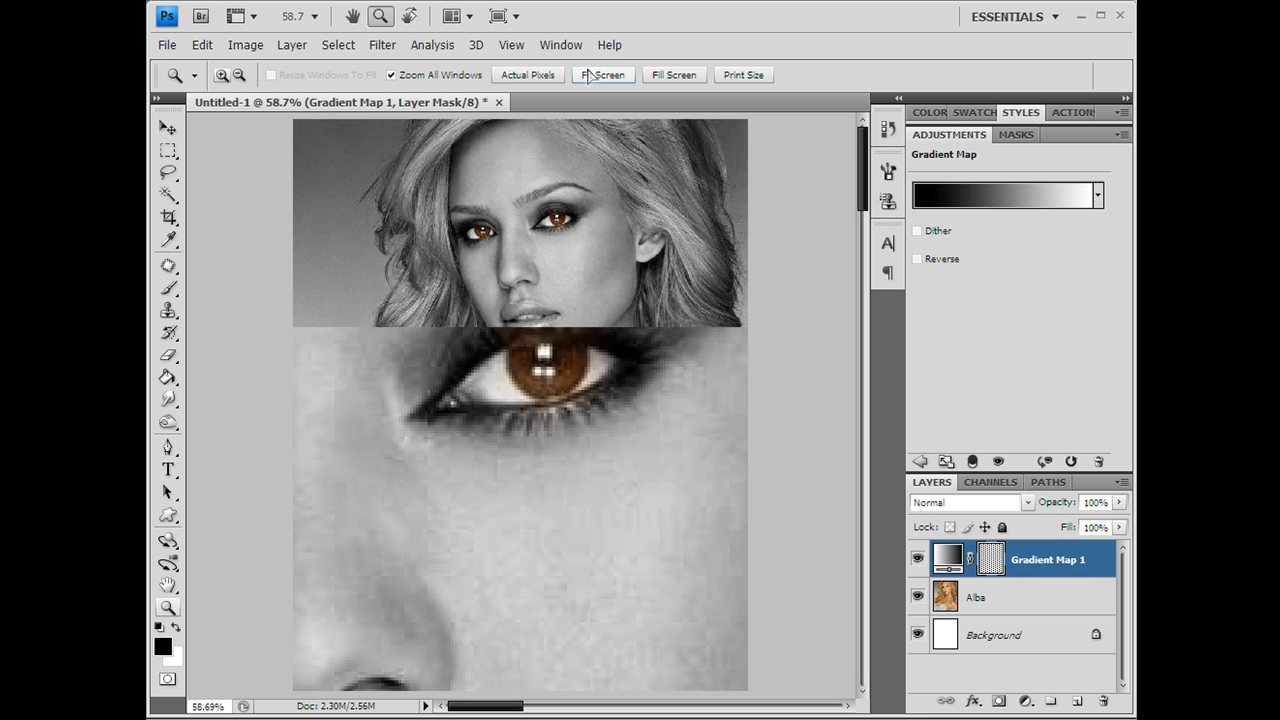 Ps Br 58.7 ESSENTIALS
File Edit Image Layer Select Filter Analysis 3D View Window Help
Resize Windows To Fit Zoom All Windows Actual Pixels Screen Fill Screen Print Size
Untitled-1 @ 58.7% (Gradient Map 1, Layer Mask/8) *
COLOR SWATCH STYLES ACTION
ADJUSTMENTS MASKS
Gradient Map
Dither
Reverse
LAYERS CHANNELS PATHS
Normal Opacity: 100%
Lock: Fill: 100%
Gradient Map 1
Alba
Background
58.69% Doc: 2.30M/2.56M